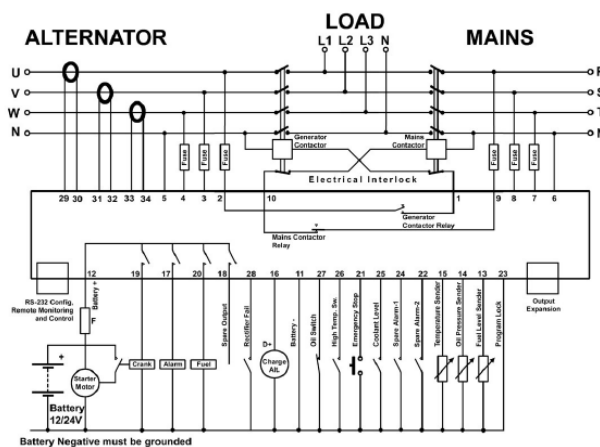 ALTERNATOR
LOAD
MAINS
L1 L2 L3 N
U
V
W
N
Fuse
Fuse
Fuse
Generator
Contactor
Mains
Contactor
Electrical Interlock
Fuse
Fuse
Fuse
29 30 31 32 33 34 5 4 3 2 10 1 9 8 7 6
Mains Contactor
Relay
Generator
Contactor Relay
RS-232 Config,
Remote Monitoring
and Control
Output
Expansion
12 19 17 20 18 28 16 11 27 26 21 25 24 22 15 14 13 23
Battery +
F
Spare Output
Rectifier Fail
D+
Charge
Battery -
Oil Switch
High Temp. Sw.
Emergency Stop
Coolant Level
Spare Alarm-1
Spare Alarm-2
Temperature Sender
Oil Pressure Sender
Fuel Level Sender
Program Lock
+
-
Starter
Motor
Crank
Alarm
Fuel
Battery
12/24V
Battery Negative must be grounded